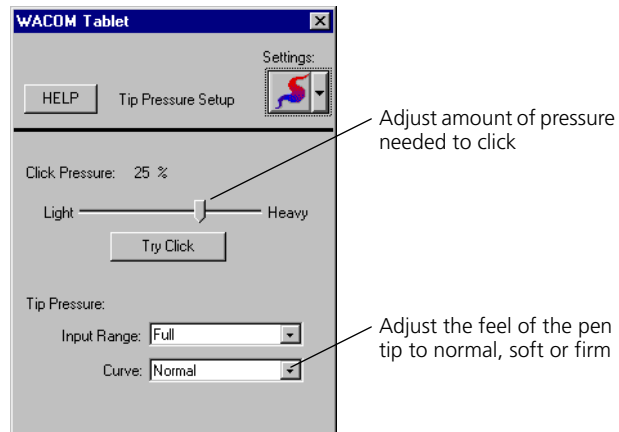 WACOM Tablet
Settings:
HELP
Tip Pressure Setup
Adjust amount of pressure
needed to click
Click Pressure: 25 %
Light
Heavy
Try Click
Tip Pressure:
Input Range: Full
Adjust the feel of the pen
tip to normal, soft or firm
Curve: Normal